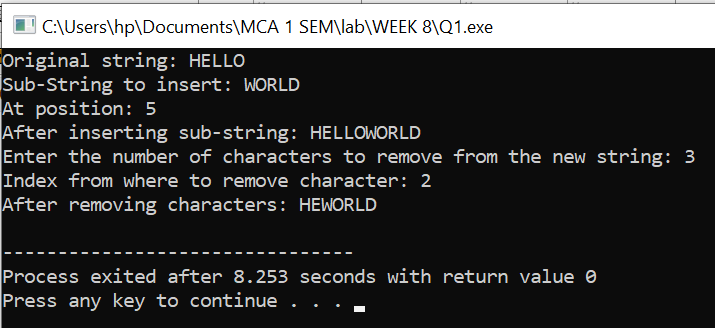 C:\Users\hp\Documents\MCA 1 SEM\lab\WEEK 8\Q1.exe
Original string: HELLO
Sub-String to insert: WORLD
At position: 5
After inserting sub-string: HELLOWORLD
Enter the number of characters to remove from the new string: 3
Index from where to remove character: 2
After removing characters: HEWORLD
--------------------------------
Process exited after 8.253 seconds with return value 0
Press any key to continue . . .